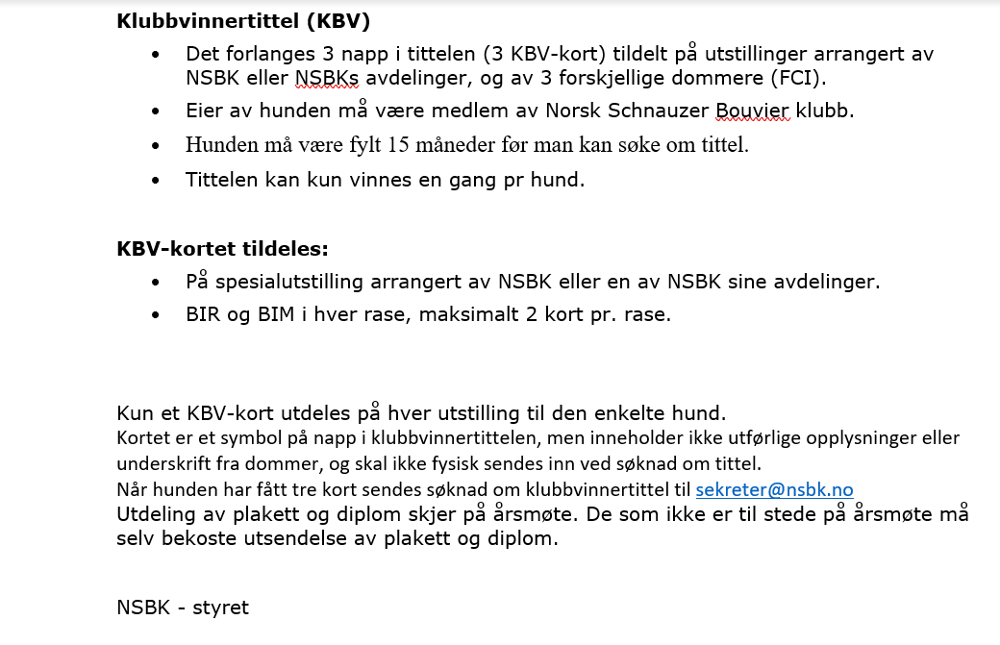 Klubbvinnertittel (KBV)
• Det forlanges 3 napp i tittelen (3 KBV-kort) tildelt på utstillinger arrangert av
NSBK eller NSBKs avdelinger, og av 3 forskjellige dommere (FCI).
• Eier av hunden må være medlem av Norsk Schnauzer Bouvier klubb.
• Hunden må være fylt 15 måneder før man kan søke om tittel.
• Tittelen kan kun vinnes en gang pr hund.
KBV-kortet tildeles:
• På spesialutstilling arrangert av NSBK eller en av NSBK sine avdelinger.
• BIR og BIM i hver rase, maksimalt 2 kort pr. rase.
Kun et KBV-kort utdeles på hver utstilling til den enkelte hund.
Kortet er et symbol på napp i klubbvinnertittelen, men inneholder ikke utførlige opplysninger eller
underskrift fra dommer, og skal ikke fysisk sendes inn ved søknad om tittel.
Når hunden har fått tre kort sendes søknad om klubbvinnertittel til sekreter@nsbk.no
Utdeling av plakett og diplom skjer på årsmøte. De som ikke er til stede på årsmøte må
selv bekoste utsendelse av plakett og diplom.
NSBK - styret